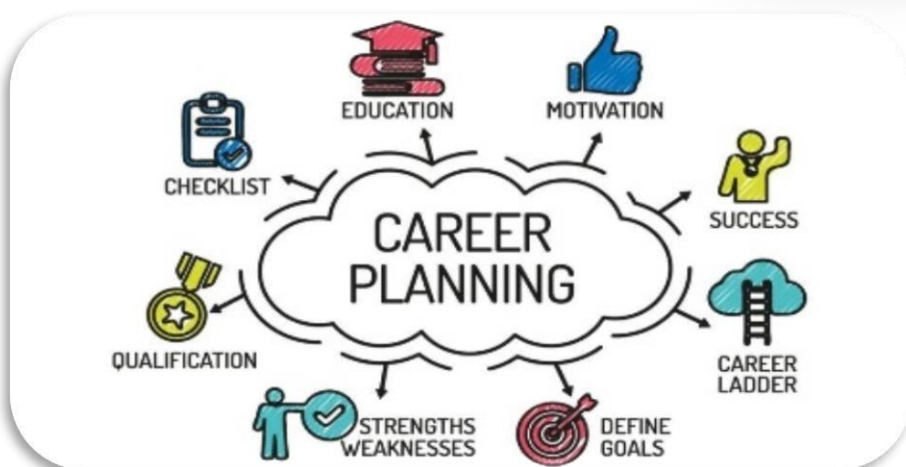 EDUCATION
MOTIVATION
CHECKLIST
SUCCESS
CAREER
PLANNING
QUALIFICATION
CAREER
LADDER
STRENGTHS
WEAKNESSES
DEFINE
GOALS